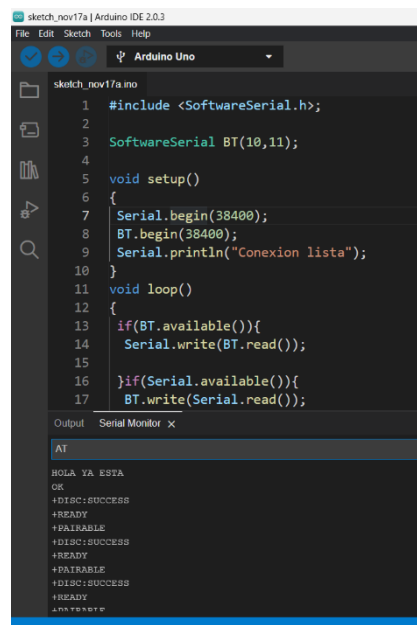 sketch_nov17a | Arduino IDE 2.0.3
File Edit Sketch Tools Help
Arduino Uno
sketch_nov17a.ino
1 #include <SoftwareSerial.h>;
2
3 SoftwareSerial BT(10,11);
4
5 void setup()
6 {
7 Serial.begin(38400);
8 BT.begin(38400);
9 Serial.println("Conexion lista");
10 }
11 void loop()
12 {
13 if(BT.available()){
14 Serial.write(BT.read());
15
16 }if(Serial.available()){
17 BT.write(Serial.read());
Output Serial Monitor x
AT
HOLA YA ESTA
OK
+DISC:SUCCESS
+READY
+PAIRABLE
+DISC:SUCCESS
+READY
+PAIRABLE
+DISC:SUCCESS
+READY
+PAIRABLE